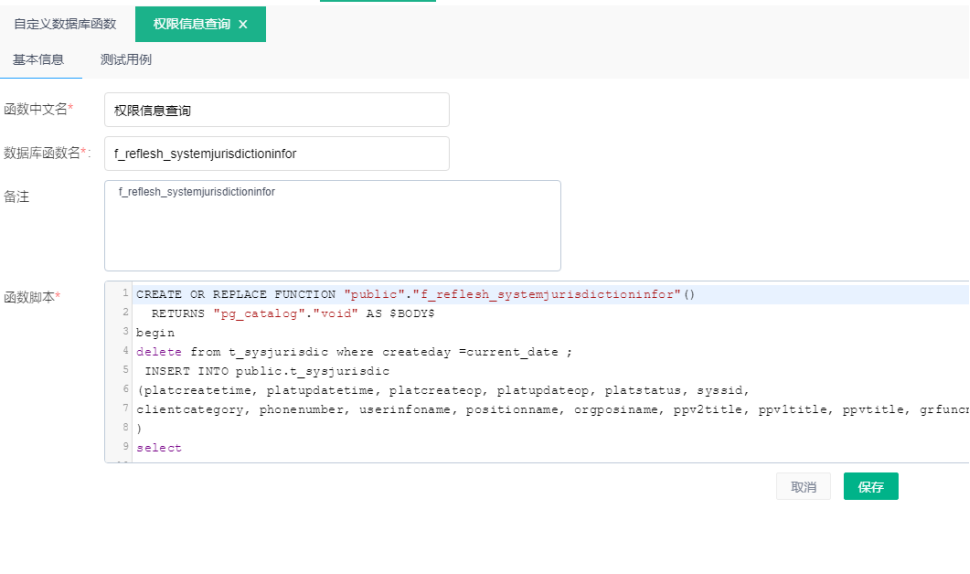 自定义数据库函数 权限信息查询 ×
基本信息 测试用例
函数中文名* 权限信息查询
数据库函数名*: f_reflesh_systemjurisdictioninfor
备注 f_reflesh_systemjurisdictioninfor
函数脚本*
1 CREATE OR REPLACE FUNCTION "public"."f_reflesh_systemjurisdictioninfor"()
2 RETURNS "pg_catalog"."void" AS $BODY$
3 begin
4 delete from t_sysjurisdic where createday =current_date ;
5 INSERT INTO public.t_sysjurisdic
6 (platcreatetime, platupdatetime, platcreateop, platupdateop, platstatus, syssid,
7 clientcategory, phonenumber, userinfoname, positionname, orgposiname, ppv2title, ppv1title, ppvtitle, grfuncn
8 )
9 select
取消 保存